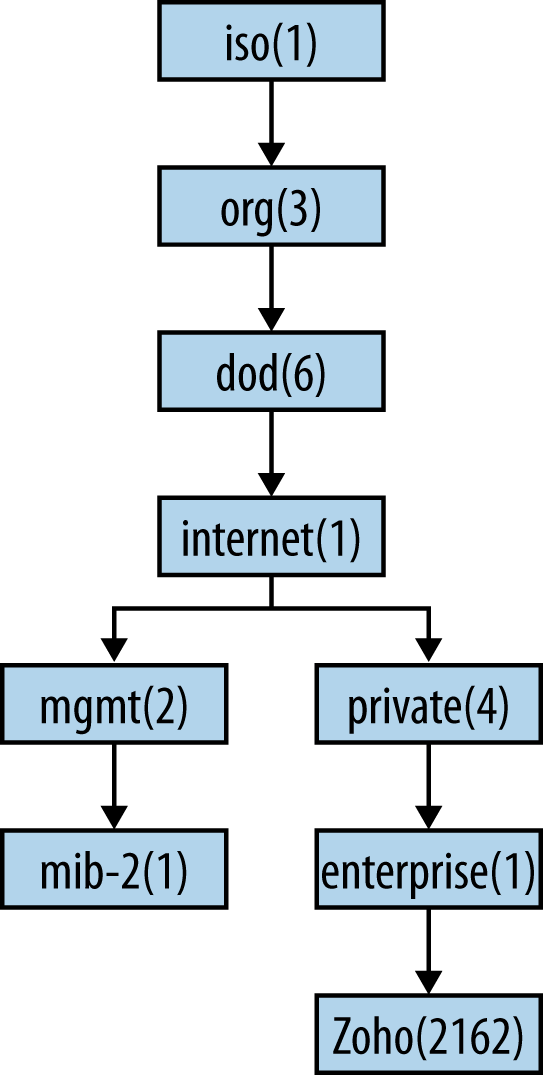 iso(1)
org(3)
dod(6)
internet(1)
mgmt(2)
private(4)
mib-2(1)
enterprise(1)
Zoho(2162)